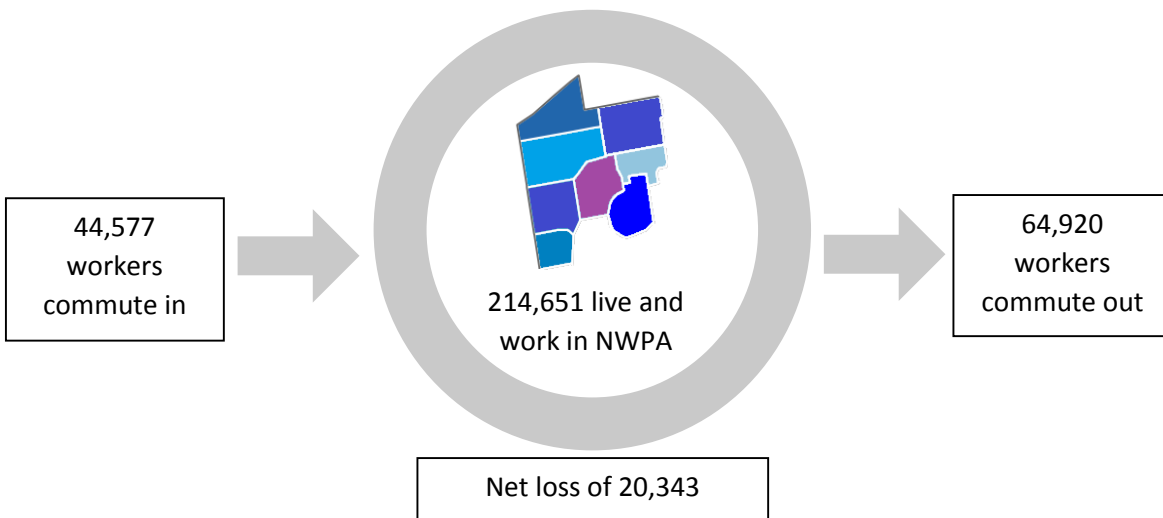 44,577
workers
commute in
214,651 live and
work in NWPA
64,920
workers
commute out
Net loss of 20,343